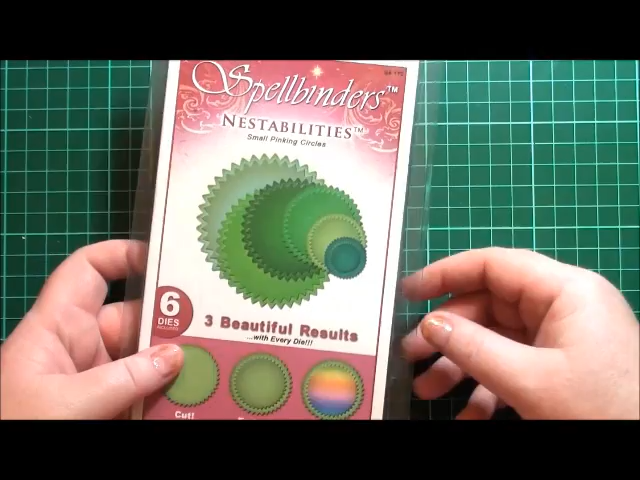 Spellbinders™
NESTABILITIES™
Small Pinking Circles
6
DIES
3 Beautiful Results
...with Every Die!!!
Cut!